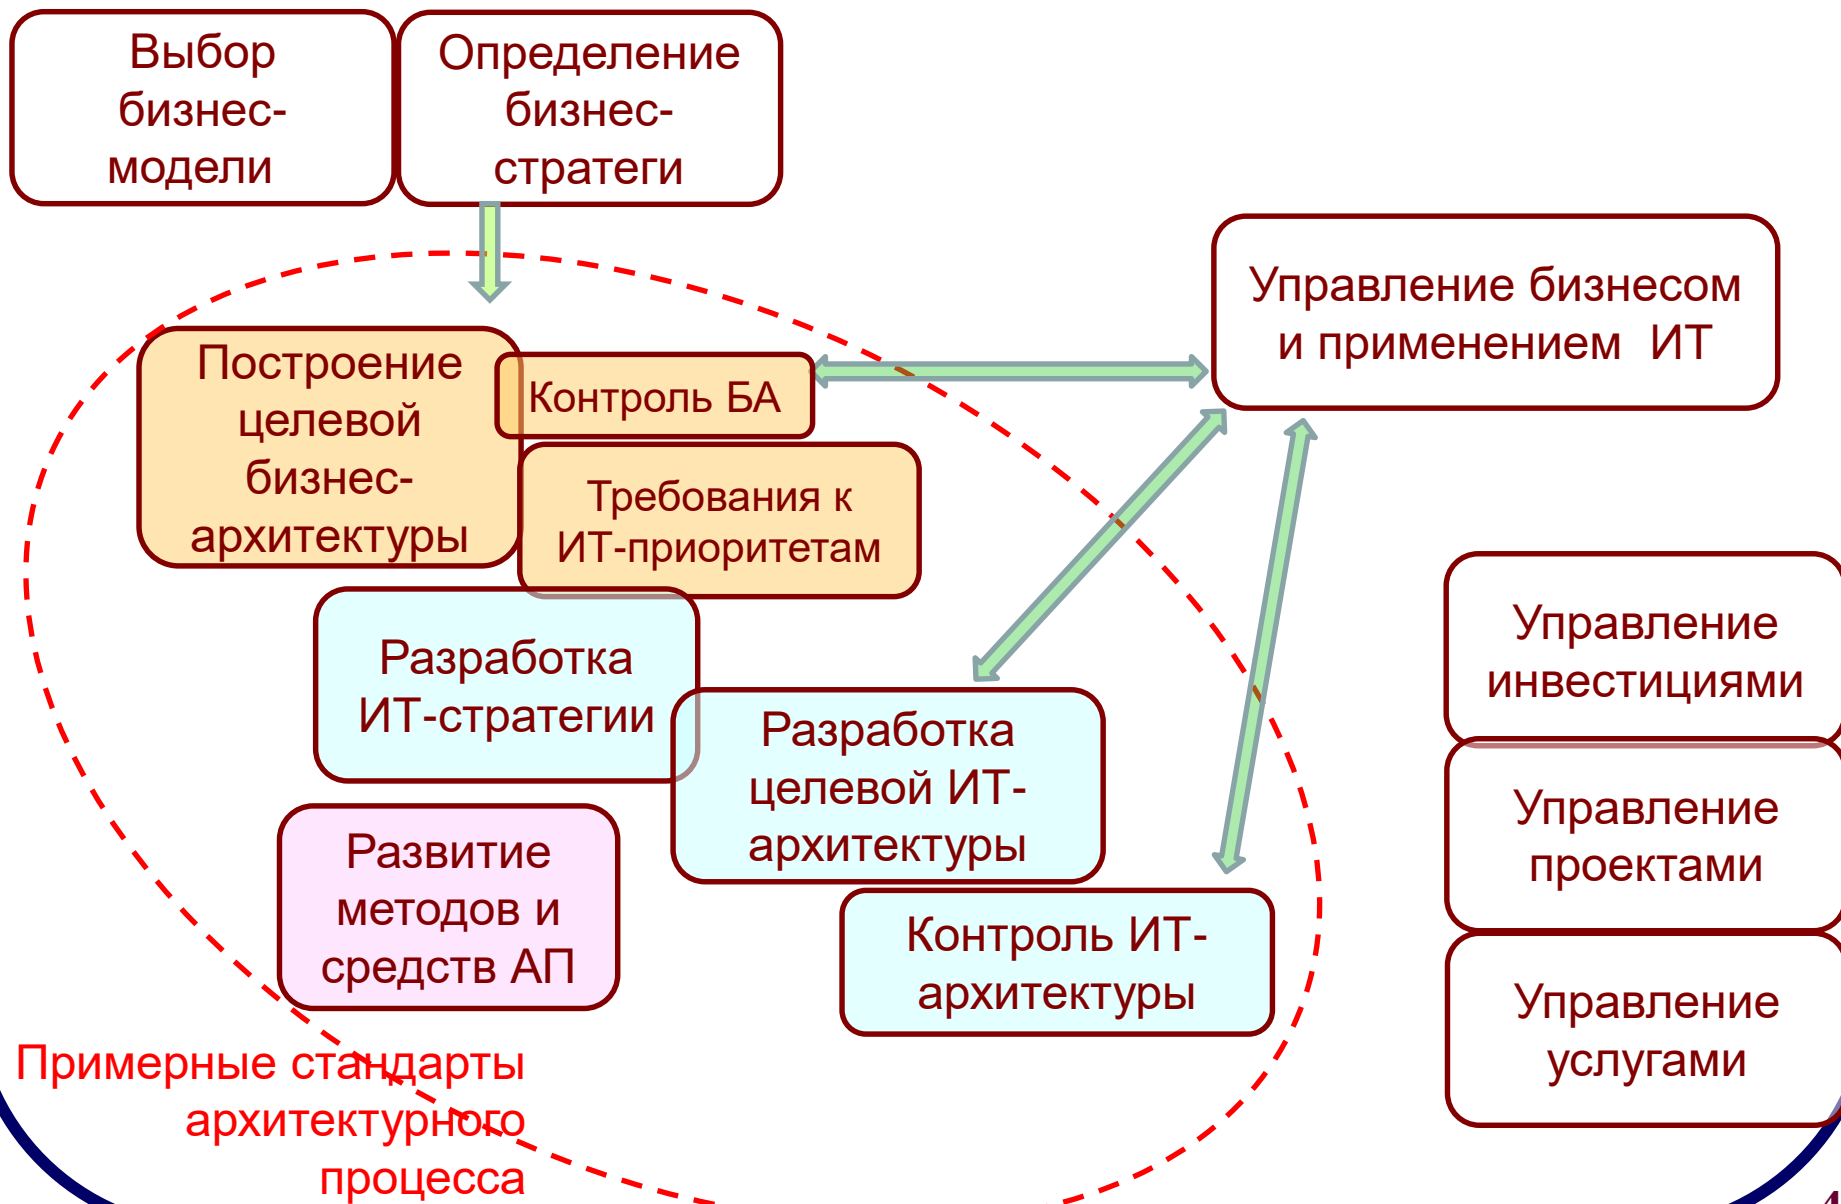 Выбор
бизнес-
модели
Определение
бизнес-
стратеги
Управление бизнесом
и применением ИТ
Построение
целевой
бизнес-
архитектуры
Контроль БА
Требования к
ИТ-приоритетам
Разработка
ИТ-стратегии
Разработка
целевой ИТ-
архитектуры
Развитие
методов и
средств АП
Контроль ИТ-
архитектуры
Управление
инвестициями
Управление
проектами
Управление
услугами
Примерные стандарты
архитектурного
процесса